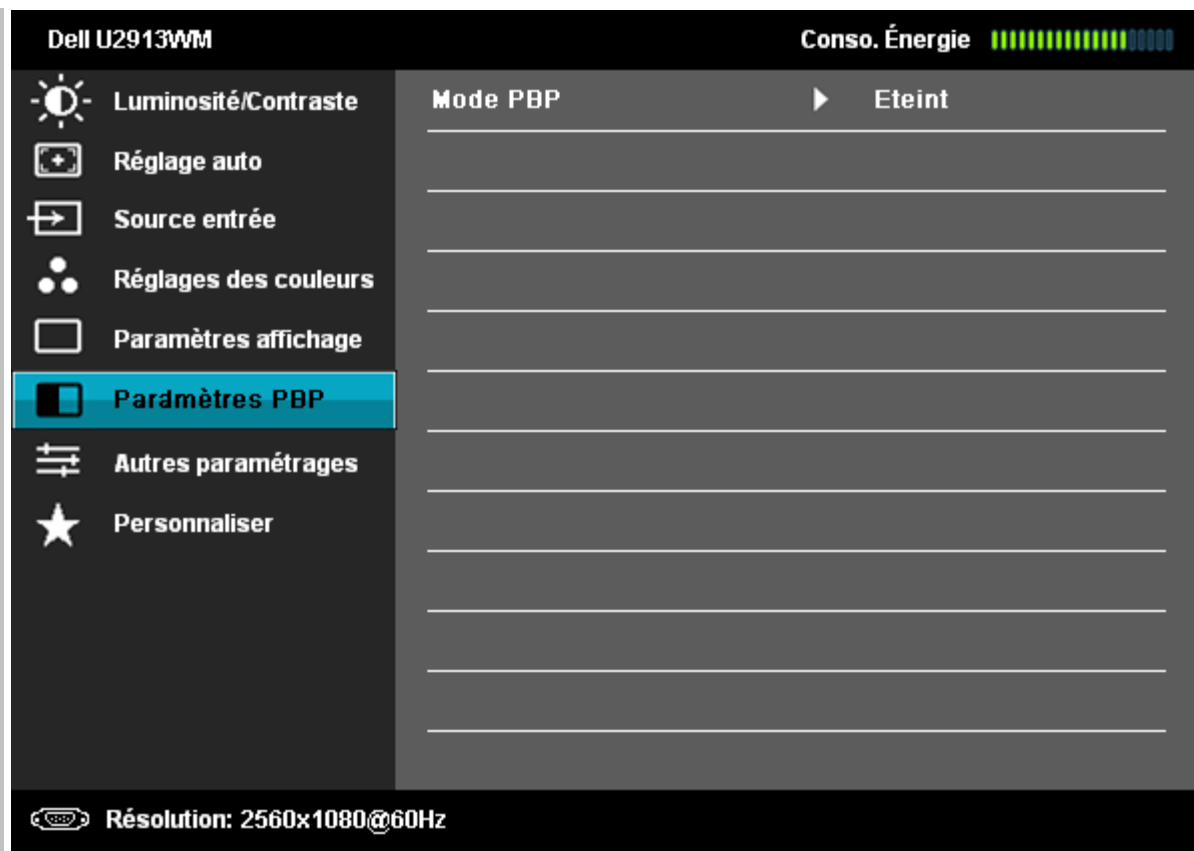 Dell U2913WM
Conso. Énergie
Luminosité/Contraste
Mode PBP
Eteint
Réglage auto
Source entrée
Réglages des couleurs
Paramètres affichage
Paramètres PBP
Autres paramétrages
Personnaliser
Résolution: 2560x1080@60Hz